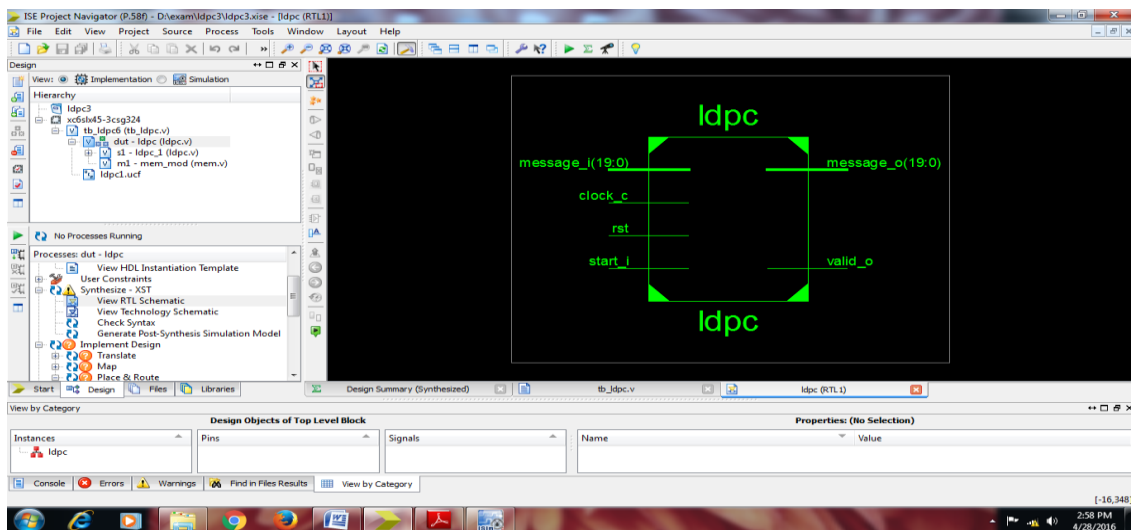 ISE Project Navigator (P.58f) - D:\exam\ldpc3\ldpc3.xise - [ldpc (RTL1)]
File Edit View Project Source Process Tools Window Layout Help
Design
View: Implementation Simulation
Hierarchy
ldpc3
xc6slx45-3csg324
tb_ldpc6 (tb_ldpc.v)
dut - ldpc (ldpc.v)
s1 - ldpc_1 (ldpc.v)
m1 - mem_mod (mem.v)
ldpc1.ucf
No Processes Running
Processes: dut - ldpc
View HDL Instantiation Template
User Constraints
Synthesize - XST
View RTL Schematic
View Technology Schematic
Check Syntax
Generate Post-Synthesis Simulation Model
Implement Design
Translate
Map
Place & Route
Start Design Files Libraries
ldpc
message_i(19:0) message_o(19:0)
clock_c
rst
start_i valid_o
ldpc
Design Summary (Synthesized) tb_ldpc.v ldpc (RTL1)
View by Category
Design Objects of Top Level Block Properties: (No Selection)
Instances Pins Signals Name Value
ldpc
Console Errors Warnings Find in Files Results View by Category
[-16,348]
2:58 PM
4/28/2016